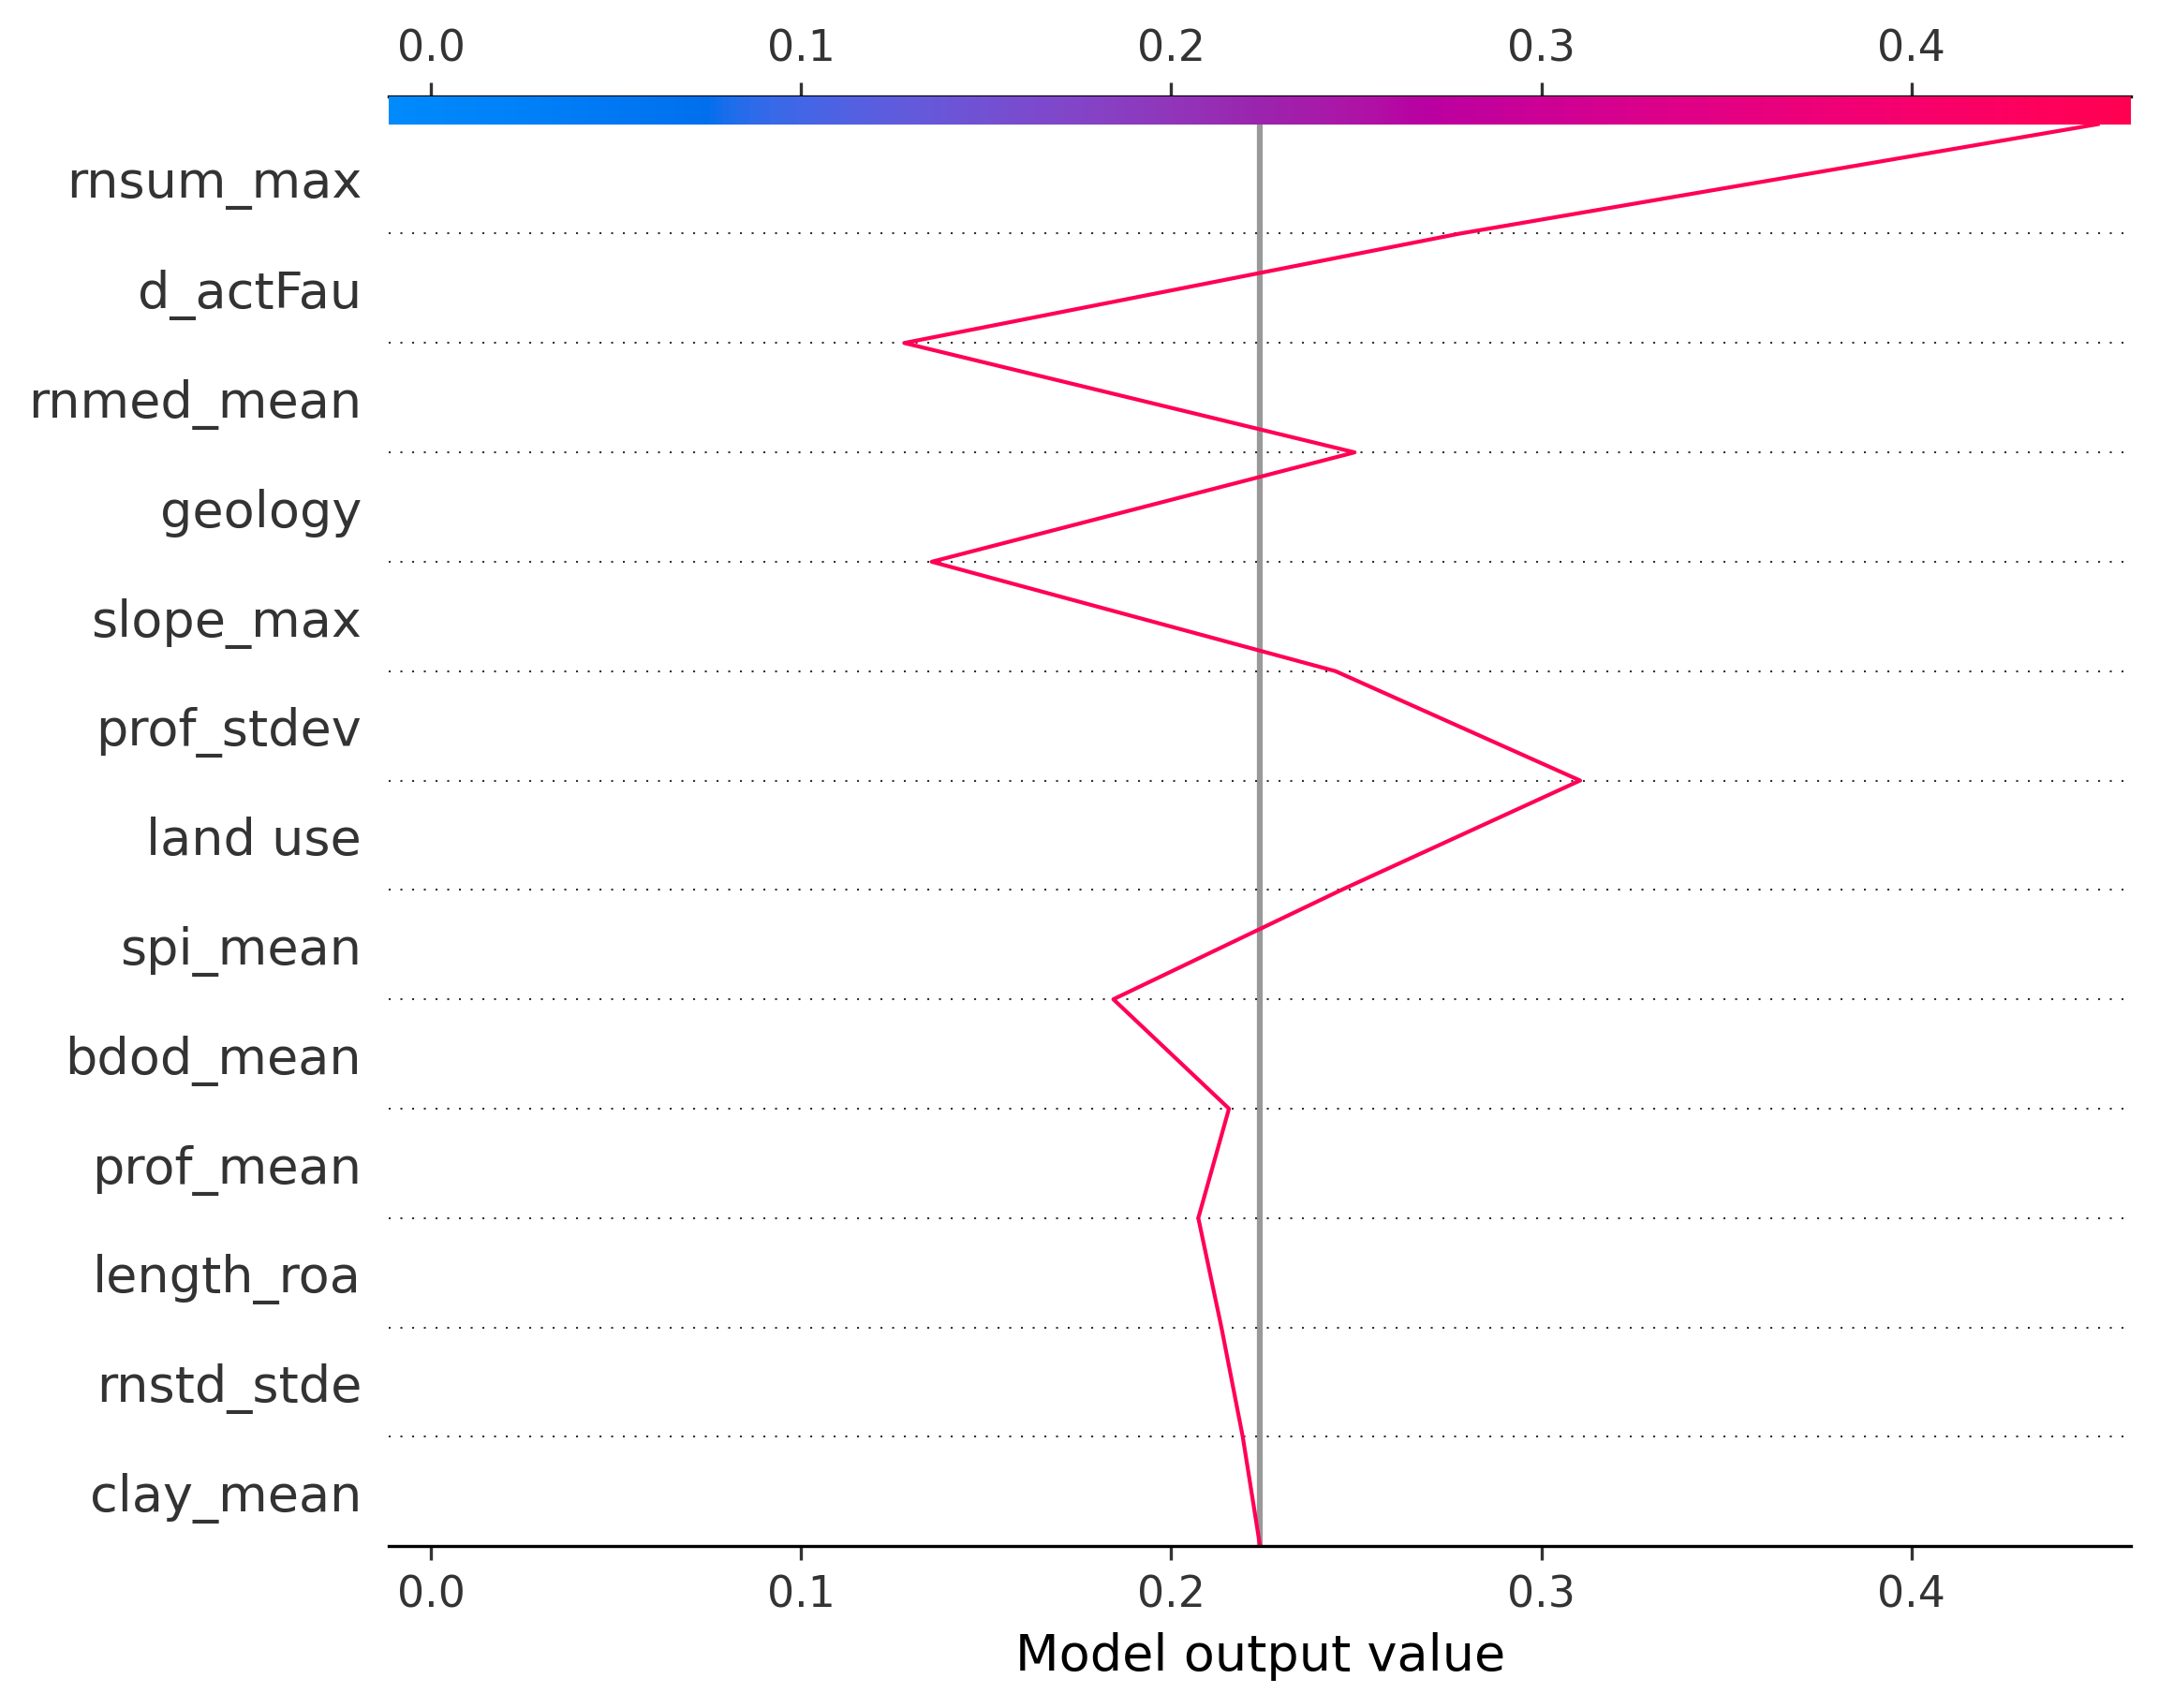 0.0 0.1 0.2 0.3 0.4
rnsum_max
d_actFau
rnmed_mean
geology
slope_max
prof_stdev
land use
spi_mean
bdod_mean
prof_mean
length_roa
rnstd_stde
clay_mean
0.0 0.1 0.2 0.3 0.4
Model output value